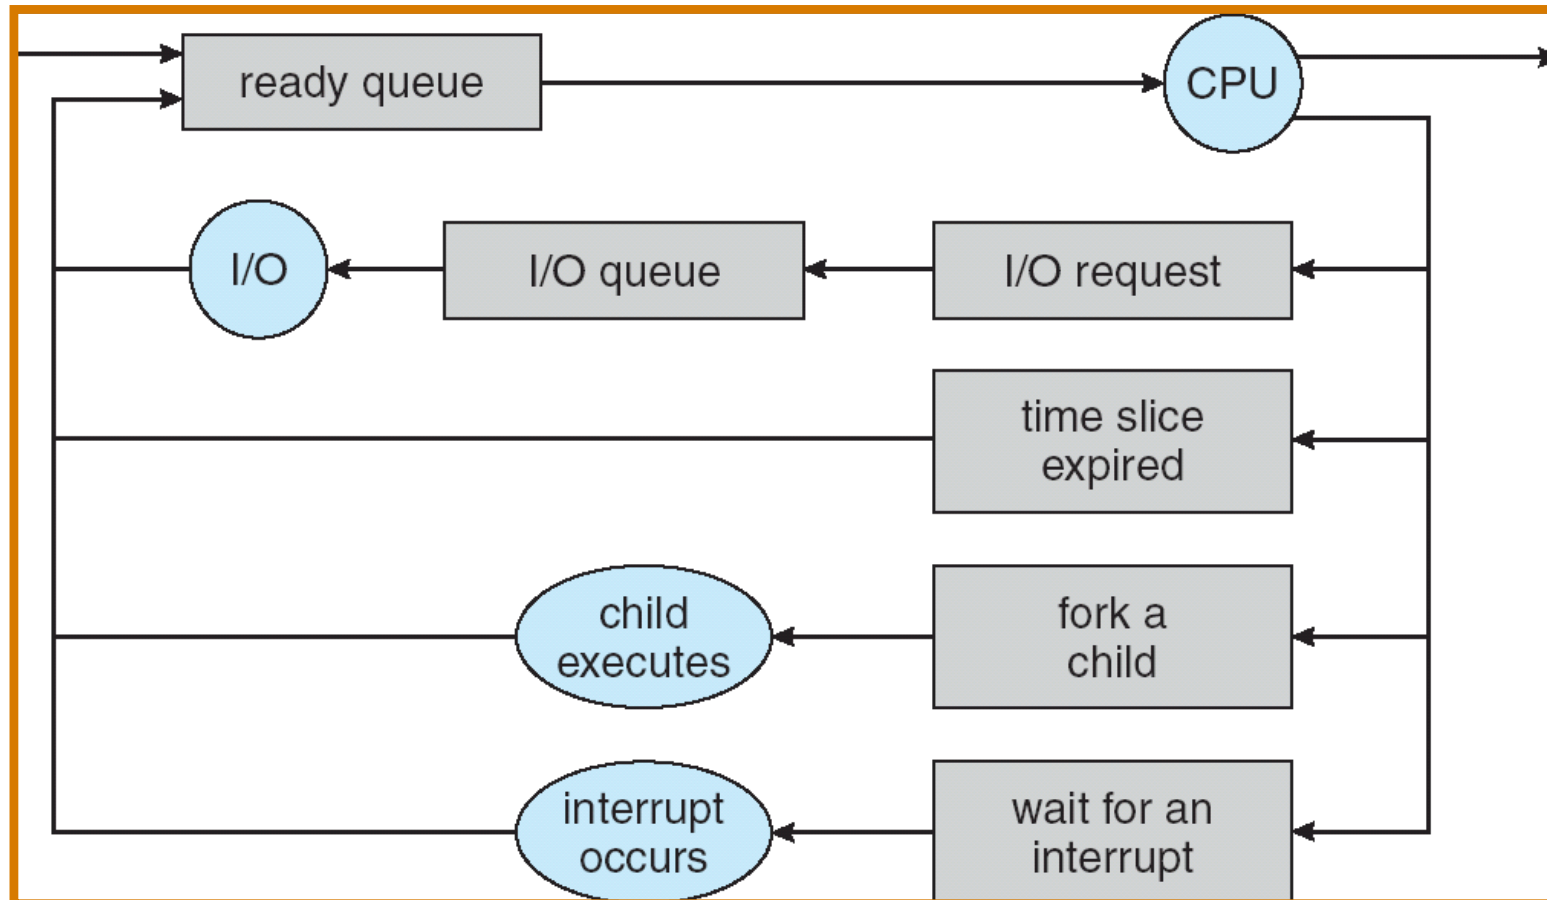 ready queue
CPU
I/O
I/O queue
I/O request
time slice
expired
child
executes
fork a
child
interrupt
occurs
wait for an
interrupt